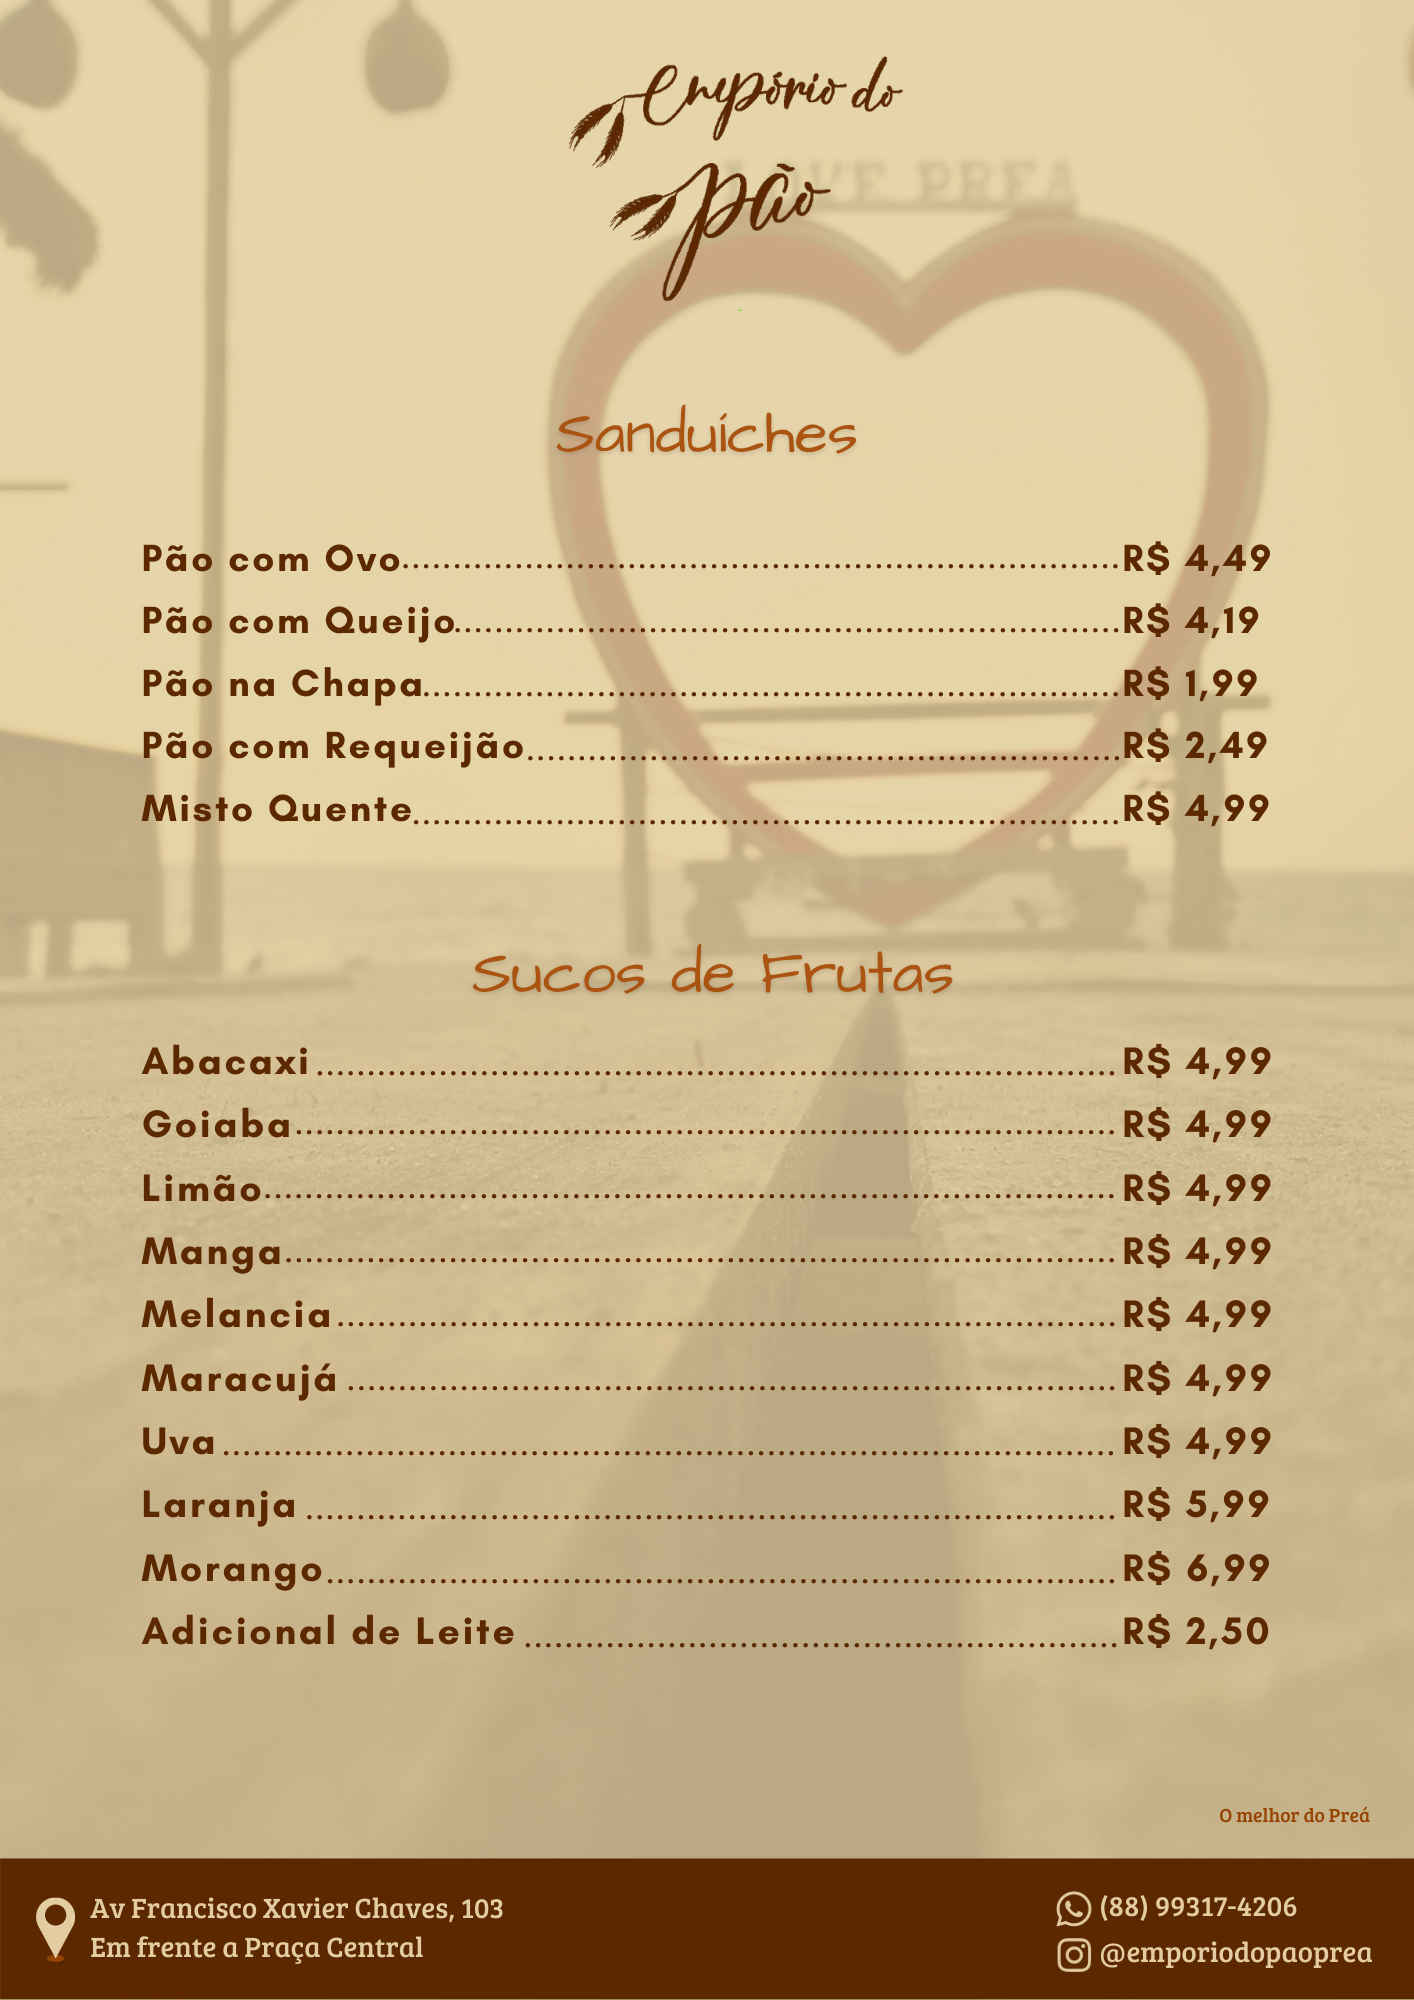 Empório do
Pão
LOVE PREA
Sanduíches
Pão com Ovo........................................................................R$ 4,49
Pão com Queijo..................................................................R$ 4,19
Pão na Chapa.....................................................................R$ 1,99
Pão com Requeijão...........................................................R$ 2,49
Misto Quente......................................................................R$ 4,99
Sucos de Frutas
Abacaxi ...............................................................................R$ 4,99
Goiaba.................................................................................R$ 4,99
Limão....................................................................................R$ 4,99
Manga..................................................................................R$ 4,99
Melancia .............................................................................R$ 4,99
Maracujá ............................................................................R$ 4,99
Uva ........................................................................................R$ 4,99
Laranja ................................................................................R$ 5,99
Morango..............................................................................R$ 6,99
Adicional de Leite ...........................................................R$ 2,50
O melhor do Preá
Av Francisco Xavier Chaves, 103
Em frente a Praça Central
(88) 99317-4206
@emporiodopaoprea